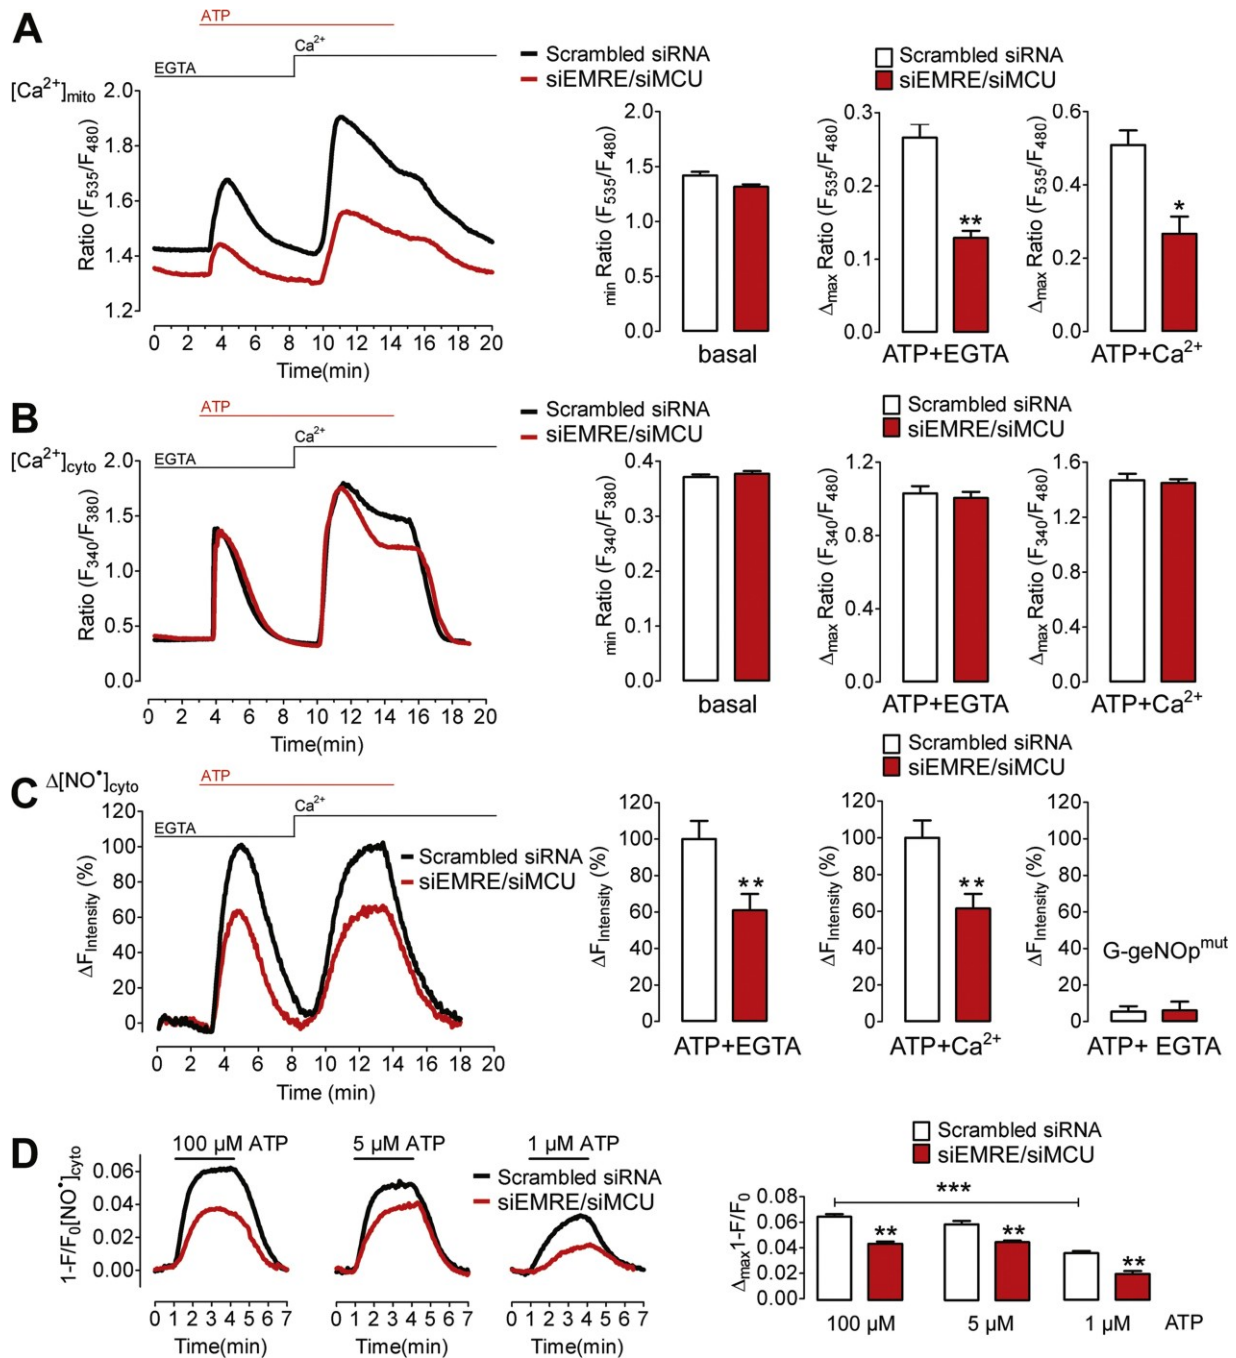 A
ATP
Ca²⁺
EGTA
[Ca²⁺]mito
Scrambled siRNA
siEMRE/siMCU
Scrambled siRNA
siEMRE/siMCU
Ratio (F535/F480)
2.0
1.8
1.6
1.4
1.2
0 2 4 6 8 10 12 14 16 18 20
Time(min)
min Ratio (F535/F480)
2.0
1.5
1.0
0.5
0.0
basal
Δmax Ratio (F535/F480)
0.3
0.2
0.1
0.0
**
ATP+EGTA
Δmax Ratio (F535/F480)
0.6
0.4
0.2
0.0
*
ATP+Ca²⁺
B
ATP
Ca²⁺
EGTA
[Ca²⁺]cyto
Scrambled siRNA
siEMRE/siMCU
Scrambled siRNA
siEMRE/siMCU
Ratio (F340/F380)
2.0
1.5
1.0
0.5
0.0
0 2 4 6 8 10 12 14 16 18 20
Time(min)
min Ratio (F340/F380)
0.4
0.3
0.2
0.1
0.0
basal
Δmax Ratio (F340/F480)
1.2
0.8
0.4
0.0
ATP+EGTA
Δmax Ratio (F340/F480)
1.6
1.2
0.8
0.4
0.0
ATP+Ca²⁺
C
Δ[NO•]cyto
ATP
Ca²⁺
EGTA
Scrambled siRNA
siEMRE/siMCU
Scrambled siRNA
siEMRE/siMCU
ΔFIntensity (%)
120
100
80
60
40
20
0
0 2 4 6 8 10 12 14 16 18 20
Time (min)
ΔFIntensity (%)
120
100
80
60
40
20
0
**
ATP+EGTA
ΔFIntensity (%)
120
100
80
60
40
20
0
**
ATP+Ca²⁺
ΔFIntensity (%)
120
100
80
60
40
20
0
G-geNOpmut
ATP+ EGTA
D
1-F/F0[NO•]cyto
100 µM ATP
5 µM ATP
1 µM ATP
Scrambled siRNA
siEMRE/siMCU
0.06
0.04
0.02
0.00
0 1 2 3 4 5 6 7
Time(min)
0 1 2 3 4 5 6 7
Time(min)
0 1 2 3 4 5 6 7
Time(min)
Scrambled siRNA
siEMRE/siMCU
Δmax1-F/F0
0.08
0.06
0.04
0.02
0.00
***
**
**
**
100 µM
5 µM
1 µM
ATP